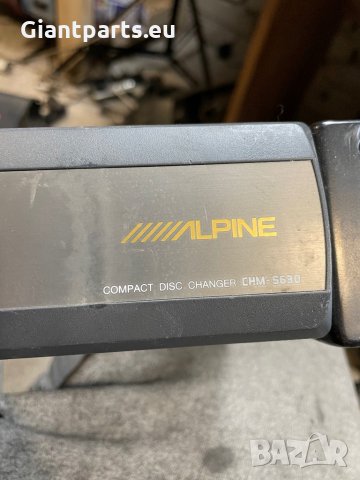 Giantparts.eu
ALPINE
COMPACT DISC CHANGER CHM-S630
BAZAR